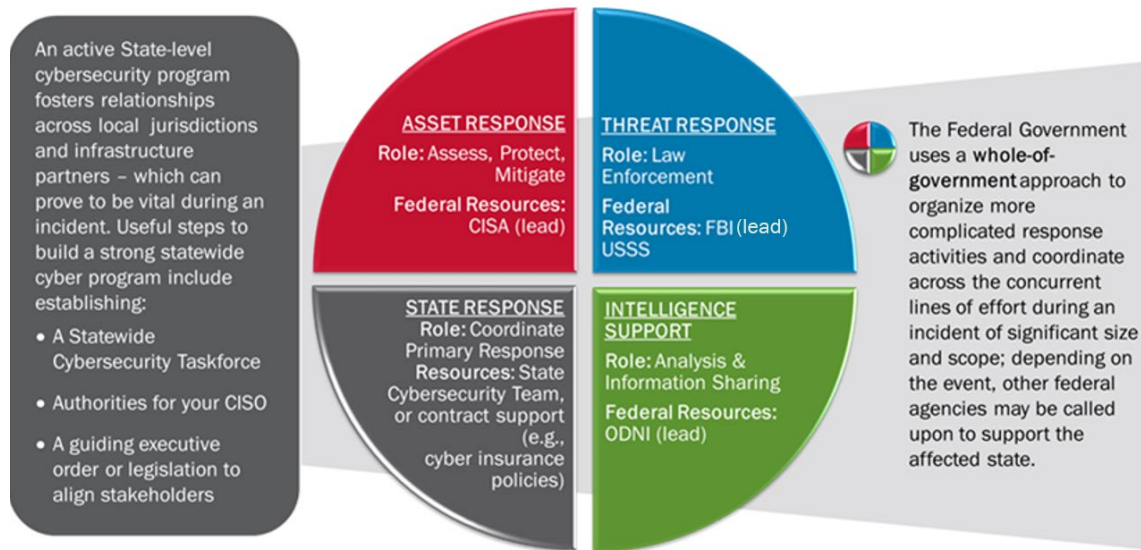 An active State-level
cybersecurity program
fosters relationships
across local jurisdictions
and infrastructure
partners – which can
prove to be vital during an
incident. Useful steps to
build a strong statewide
cyber program include
establishing:
• A Statewide
Cybersecurity Taskforce
• Authorities for your CISO
• A guiding executive
order or legislation to
align stakeholders
ASSET RESPONSE
Role: Assess, Protect,
Mitigate
Federal Resources:
CISA (lead)
THREAT RESPONSE
Role: Law
Enforcement
Federal
Resources: FBI (lead)
USSS
STATE RESPONSE
Role: Coordinate
Primary Response
Resources: State
Cybersecurity Team,
or contract support
(e.g.,
cyber insurance
policies)
INTELLIGENCE
SUPPORT
Role: Analysis &
Information Sharing
Federal Resources:
ODNI (lead)
The Federal Government
uses a whole-of-
government approach to
organize more
complicated response
activities and coordinate
across the concurrent
lines of effort during an
incident of significant size
and scope; depending on
the event, other federal
agencies may be called
upon to support the
affected state.